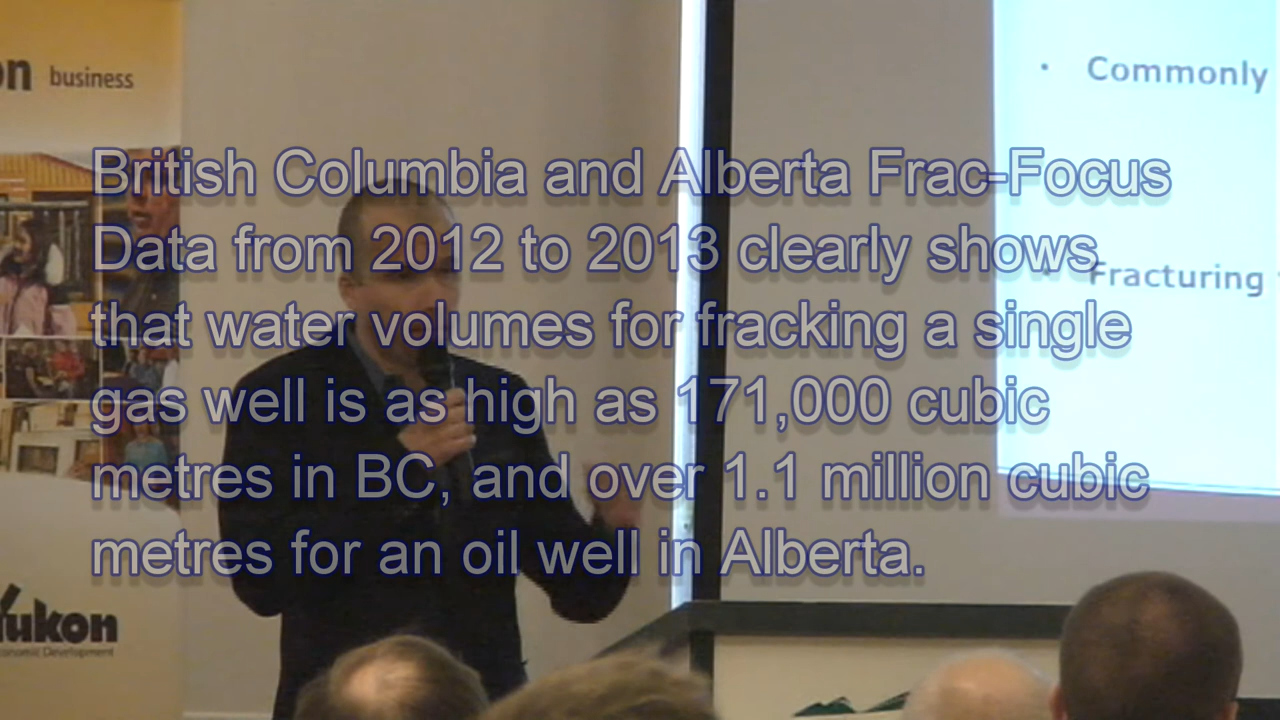 on business
• Commonly
British Columbia and Alberta Frac-Focus
Data from 2012 to 2013 clearly shows
• Fracturing
that water volumes for fracking a single
gas well is as high as 171,000 cubic
metres in BC, and over 1.1 million cubic
metres for an oil well in Alberta.
Yukon
Economic Development